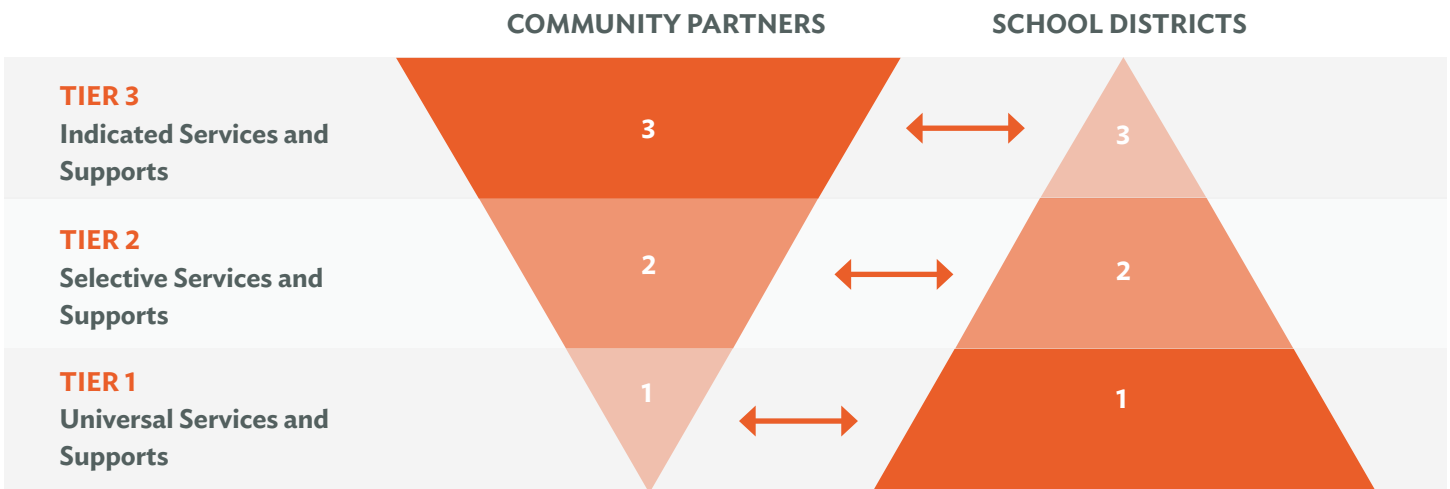 COMMUNITY PARTNERS
SCHOOL DISTRICTS
TIER 3
Indicated Services and
Supports
3
3
TIER 2
Selective Services and
Supports
2
2
TIER 1
Universal Services and
Supports
1
1